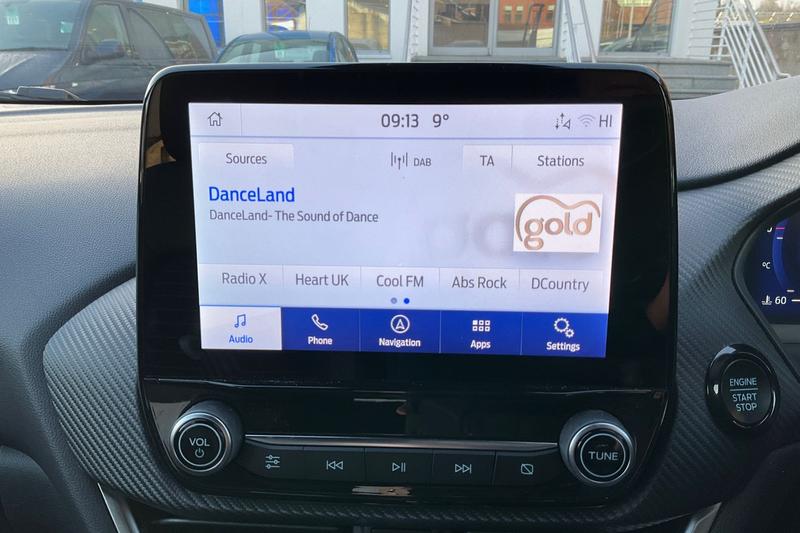 09:13 9° HI
Sources DAB TA Stations
DanceLand
DanceLand- The Sound of Dance
gold
Radio X Heart UK Cool FM Abs Rock DCountry
Audio Phone Navigation Apps Settings
°C
60
ENGINE
START
STOP
VOL
TUNE